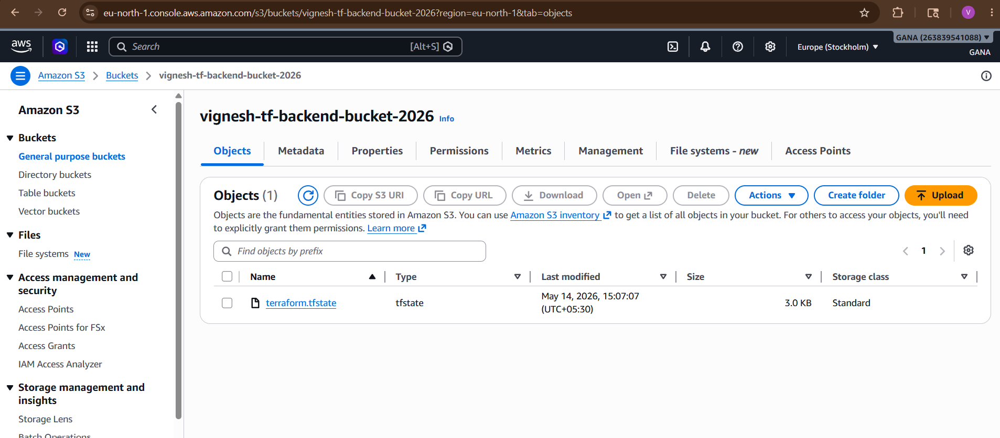 eu-north-1.console.aws.amazon.com/s3/buckets/vignesh-tf-backend-bucket-2026?region=eu-north-1&tab=objects
V
aws
Search
[Alt+S]
Europe (Stockholm)
GANA (263839541088)
GANA
Amazon S3
Buckets
vignesh-tf-backend-bucket-2026
Amazon S3
Buckets
General purpose buckets
Directory buckets
Table buckets
Vector buckets
Files
File systems New
Access management and
security
Access Points
Access Points for FSx
Access Grants
IAM Access Analyzer
Storage management and
insights
Storage Lens
Batch Operations
vignesh-tf-backend-bucket-2026 Info
Objects
Metadata
Properties
Permissions
Metrics
Management
File systems - new
Access Points
Objects (1)
Copy S3 URI
Copy URL
Download
Open
Delete
Actions
Create folder
Upload
Objects are the fundamental entities stored in Amazon S3. You can use Amazon S3 inventory to get a list of all objects in your bucket. For others to access your objects, you'll need
to explicitly grant them permissions. Learn more
Find objects by prefix
1
Name Type Last modified Size Storage class
terraform.tfstate tfstate May 14, 2026, 15:07:07 (UTC+05:30) 3.0 KB Standard